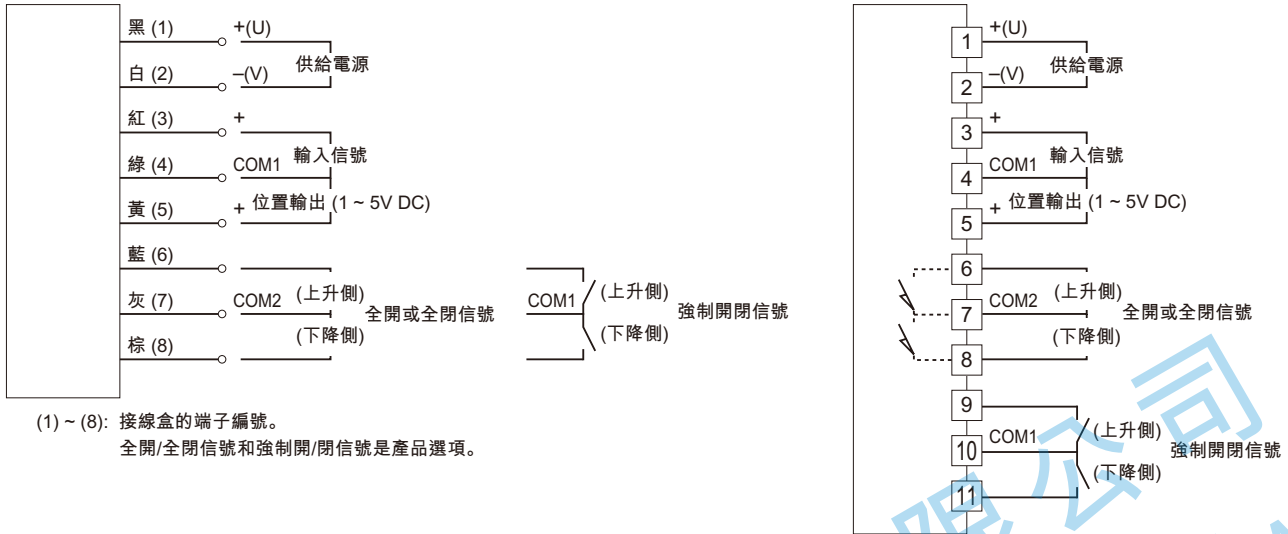 黑 (1) +(U)
供給電源
白 (2) –(V)
紅 (3) +
輸入信號
綠 (4) COM1
位置輸出 (1 ~ 5V DC)
黃 (5) +
藍 (6)
(上升側)
灰 (7) COM2
全開或全閉信號
(下降側)
棕 (8)
(上升側)
COM1
強制開閉信號
(下降側)
(1) ~ (8): 接線盒的端子編號。
全開/全閉信號和強制開/閉信號是產品選項。
1 +(U)
供給電源
2 –(V)
3 +
輸入信號
4 COM1
位置輸出 (1 ~ 5V DC)
5 +
6
(上升側)
7 COM2
全開或全閉信號
(下降側)
8
9
(上升側)
10 COM1
強制開閉信號
(下降側)
11
限公司